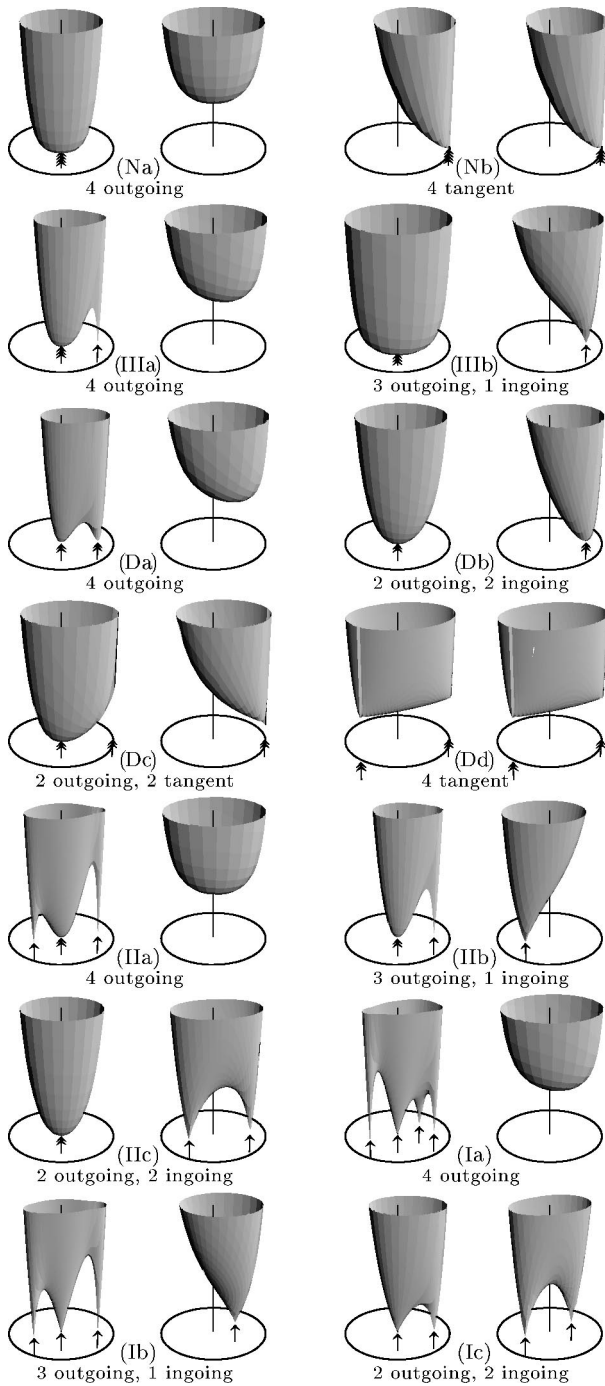 (Na)
4 outgoing
(Nb)
4 tangent
(IIIa)
4 outgoing
(IIIb)
3 outgoing, 1 ingoing
(Da)
4 outgoing
(Db)
2 outgoing, 2 ingoing
(Dc)
2 outgoing, 2 tangent
(Dd)
4 tangent
(IIa)
4 outgoing
(IIb)
3 outgoing, 1 ingoing
(IIc)
2 outgoing, 2 ingoing
(Ia)
4 outgoing
(Ib)
3 outgoing, 1 ingoing
(Ic)
2 outgoing, 2 ingoing